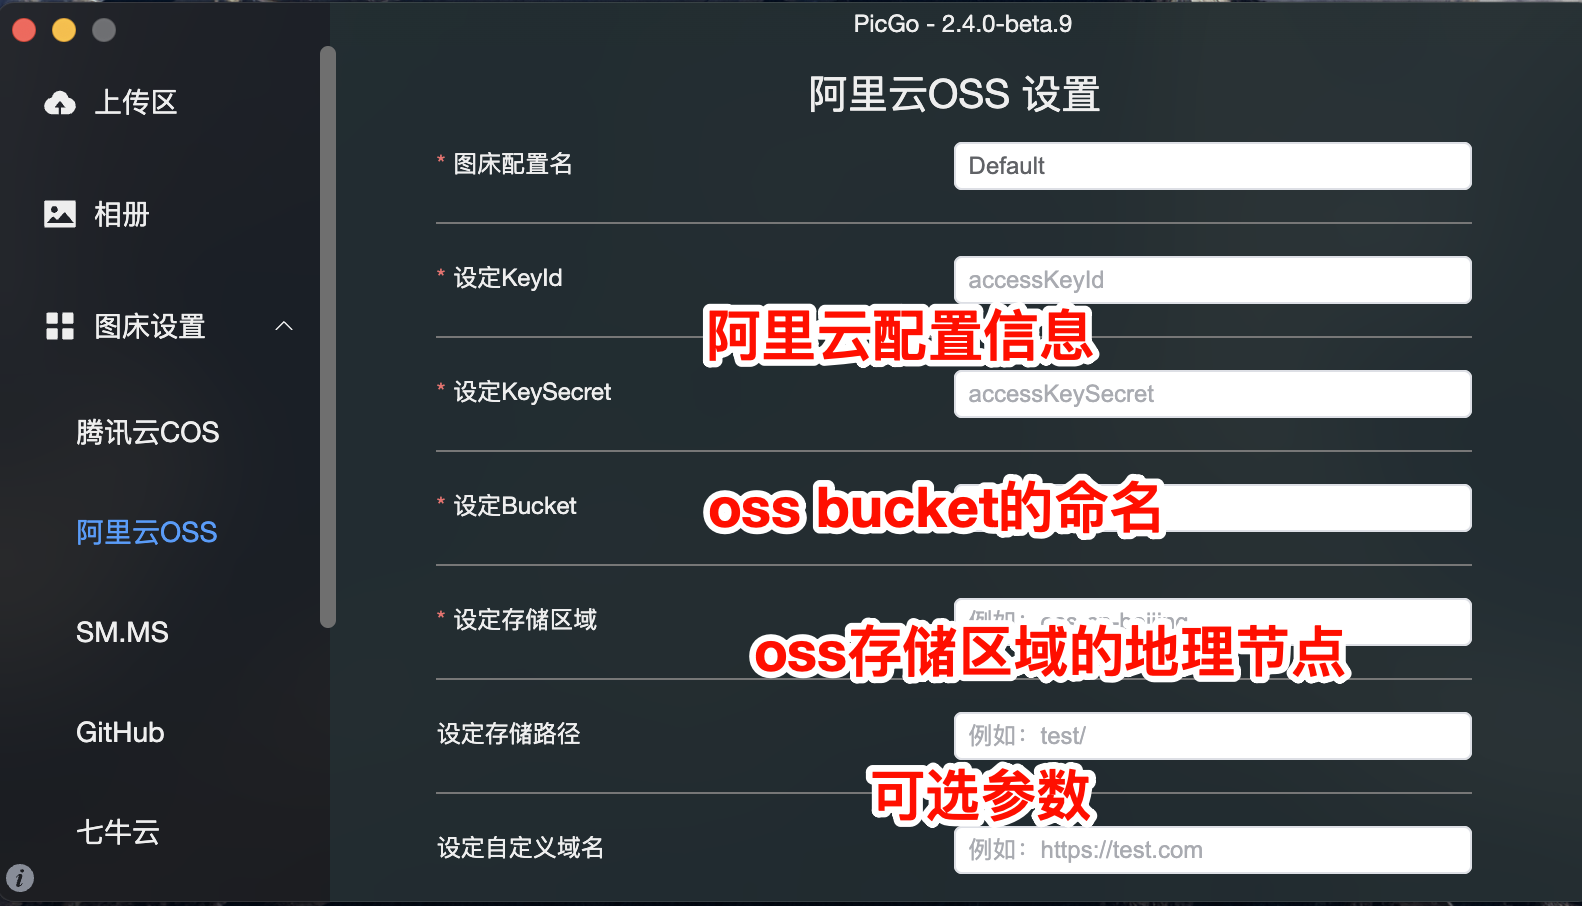 PicGo - 2.4.0-beta.9
上传区
相册
图床设置
腾讯云COS
阿里云OSS
SM.MS
GitHub
七牛云
阿里云OSS 设置
* 图床配置名
Default
* 设定KeyId
accessKeyId
阿里云配置信息
* 设定KeySecret
accessKeySecret
* 设定Bucket
oss bucket的命名
* 设定存储区域
例如：oss-cn-beijing
oss存储区域的地理节点
设定存储路径
例如：test/
可选参数
设定自定义域名
例如：https://test.com